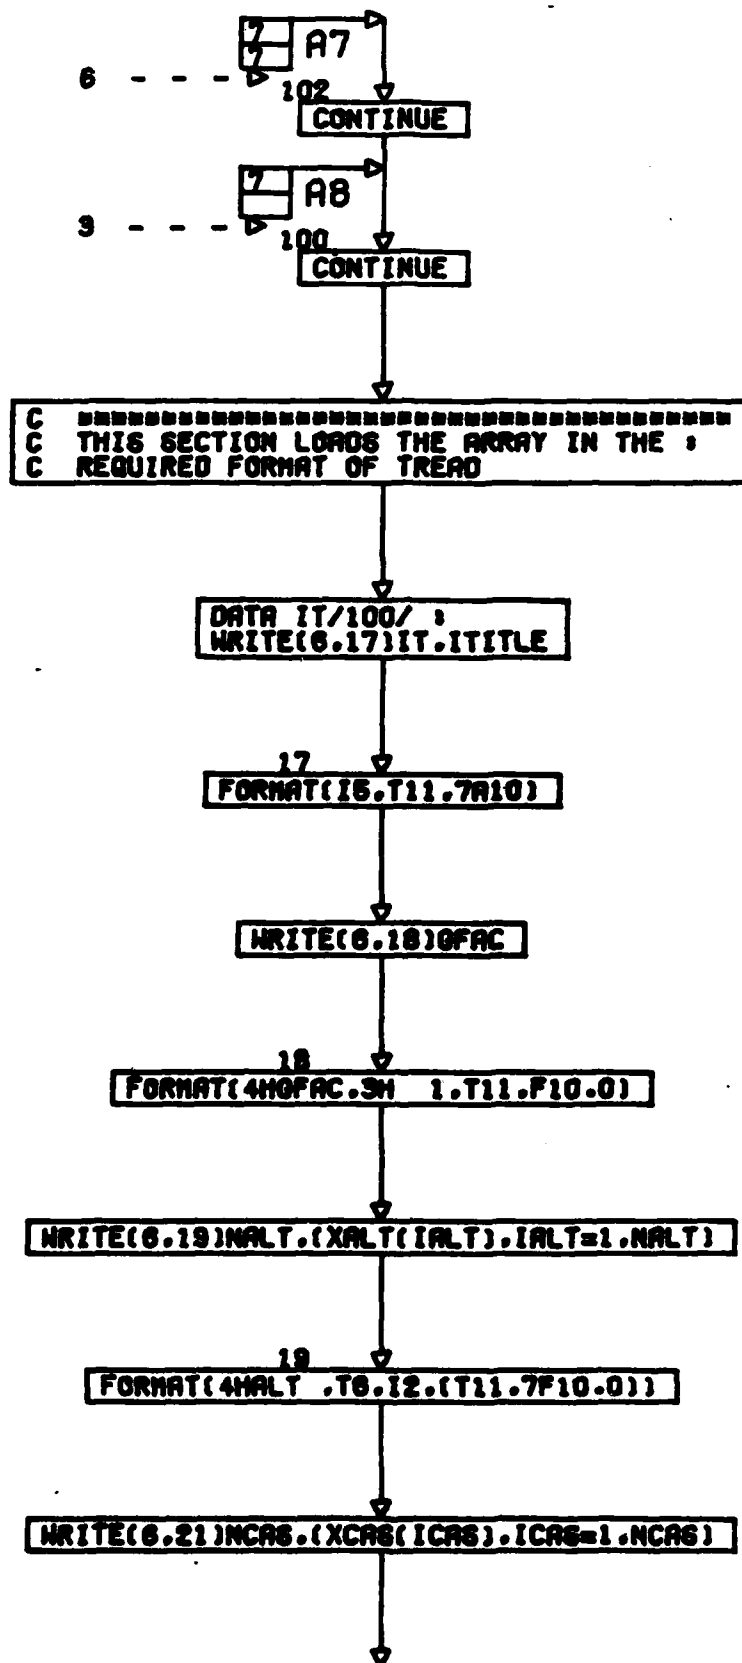 7
7 A7
6 - - - -
102
CONTINUE
7 A8
9 - - - -
100
CONTINUE
C ========================================
C THIS SECTION LOADS THE ARRAY IN THE :
C REQUIRED FORMAT OF TREAD
DATA IT/100/ :
WRITE(6,17)IT,ITITLE
17
FORMAT(I5,T11,7A10)
WRITE(6,18)GFAC
18
FORMAT(4HGFAC,3H  1,T11,F10.0)
WRITE(6,19)NALT,(XALT(IALT),IALT=1,NALT)
19
FORMAT(4HALT ,T6,I2,(T11,7F10.0))
WRITE(6,21)NCAS,(XCAS(ICAS),ICAS=1,NCAS)